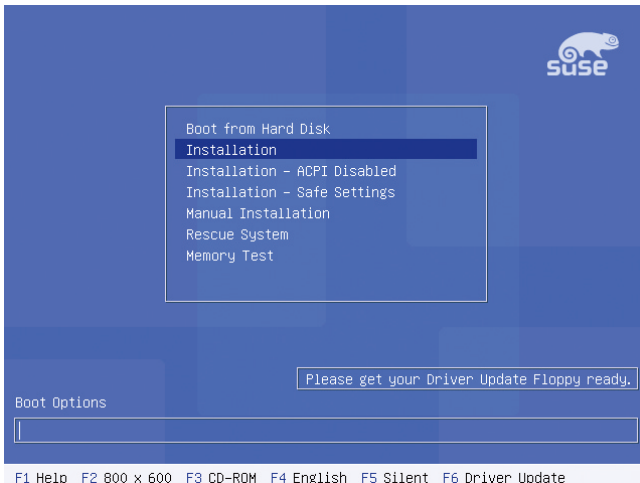 SUSE
Boot from Hard Disk
Installation
Installation – ACPI Disabled
Installation – Safe Settings
Manual Installation
Rescue System
Memory Test
Please get your Driver Update Floppy ready.
Boot Options
F1 Help F2 800 x 600 F3 CD-ROM F4 English F5 Silent F6 Driver Update